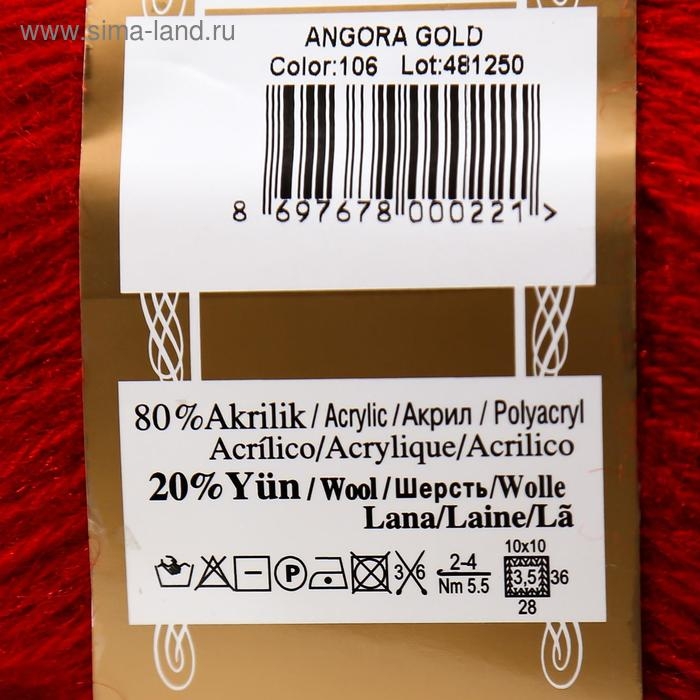 www.sima-land.ru
ANGORA GOLD
Color:106 Lot:481250
8 697678 000221 >
80%Akrilik/Acrylic/Акрил/Polyacryl
Acrílico/Acrylique/Acrilico
20%Yün/Wool/Шерсть/Wolle
Lana/Laine/Lã
P 3 6 2-4 Nm 5.5 10x10 3,5 36 28